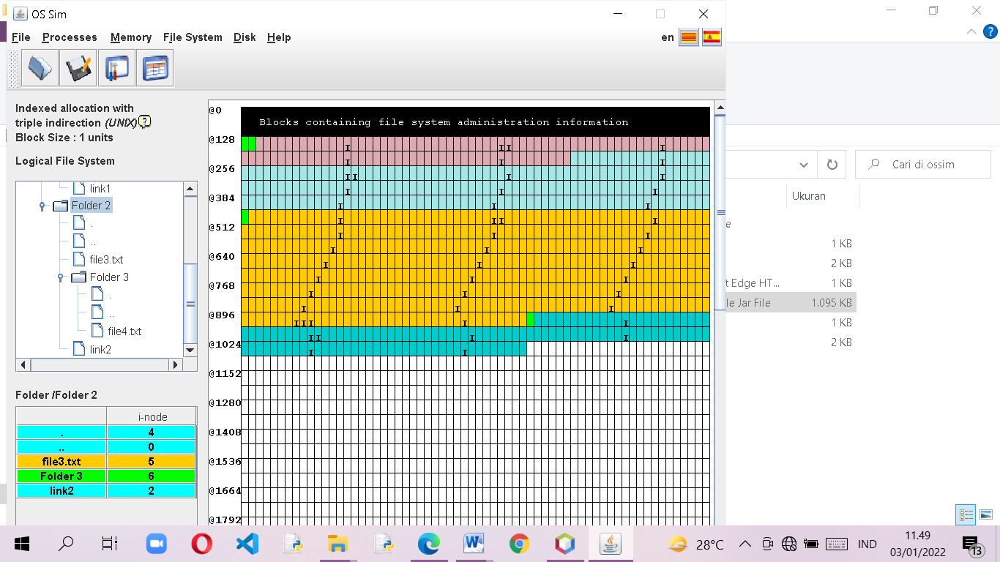 OS Sim
File Processes Memory File System Disk Help
en
Indexed allocation with
triple indirection (UNIX)
Block Size : 1 units
Logical File System
link1
Folder 2
.
..
file3.txt
Folder 3
.
..
file4.txt
link2
Folder /Folder 2
i-node
. 4
.. 0
file3.txt 5
Folder 3 6
link2 2
@0
Blocks containing file system administration information
@128
I I I I
I I I
@256
I I I I
I I I
@384
I I I
I I I I
@512
I I I
I I I
@640
I I I
I I I
@768
I I I
I I I
@896
I I I I I
I I I I
@1024
I I
@1152
@1280
@1408
@1536
@1664
@1792
Cari di ossim
Ukuran
e
1 KB
2 KB
t Edge HT... 1 KB
le Jar File 1.095 KB
1 KB
2 KB
28°C
IND
11.49
03/01/2022
13